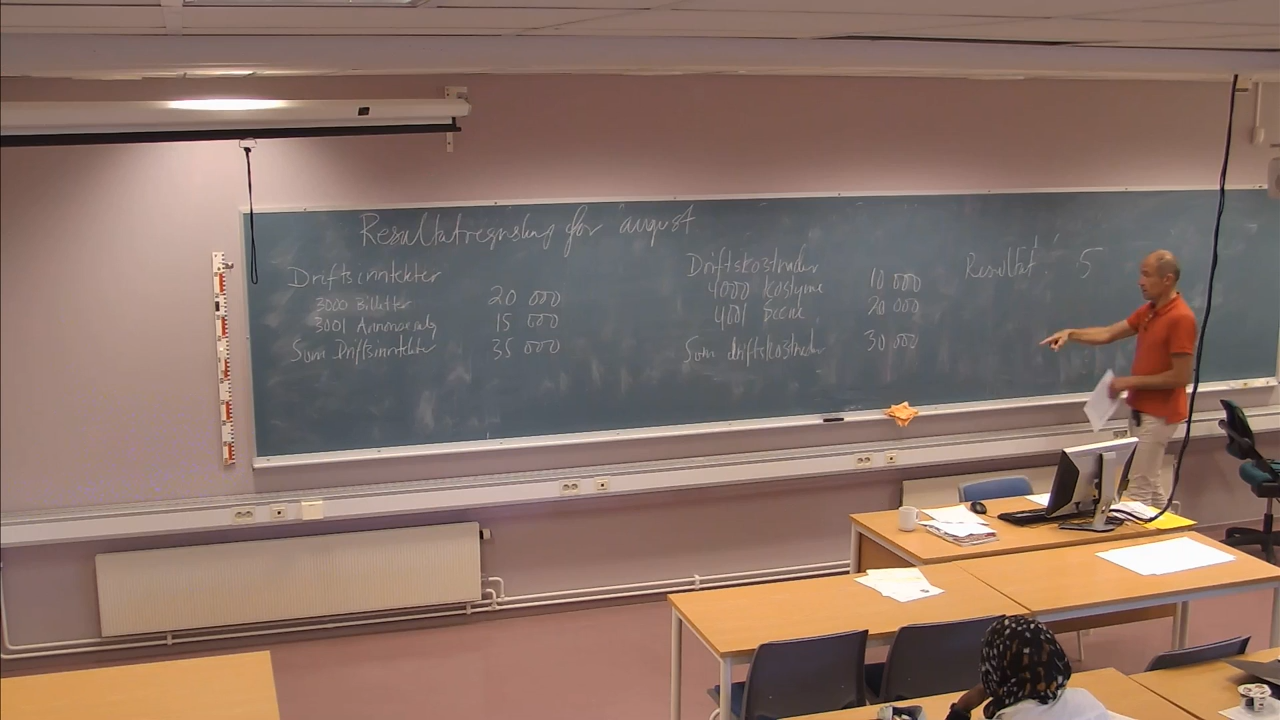 Resultatregnskap for august
Driftsinntekter
3000 Billetter 20 000
3001 Annonsesalg 15 000
Sum Driftsinntekter 35 000
Driftskostnader
4000 Kostyme 10 000
4001 Scene 20 000
Sum driftskostnader 30 000
Resultat: 5